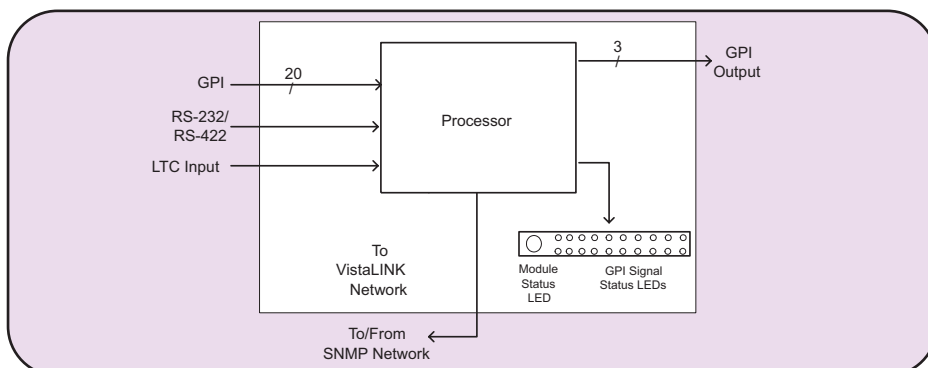 3
GPI
Output
20
GPI
RS-232/
RS-422
Processor
LTC Input
To
VistaLINK
Network
Module
Status
LED
GPI Signal
Status LEDs
To/From
SNMP Network